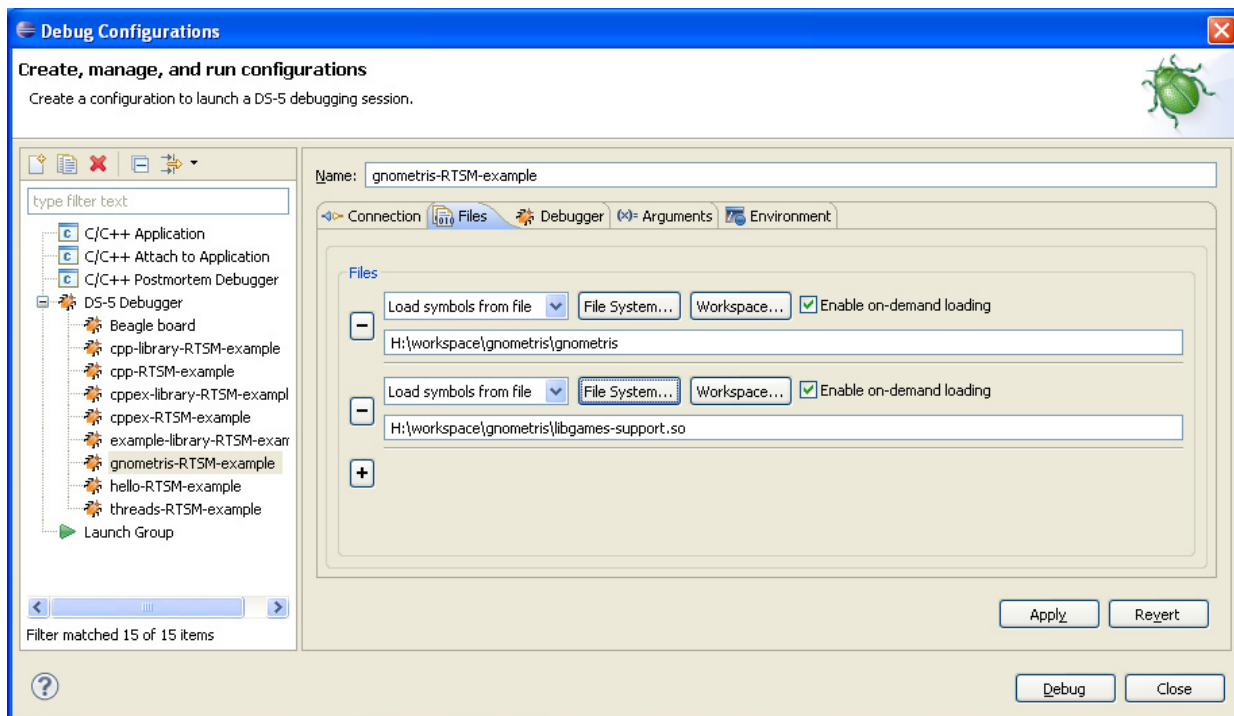 Debug Configurations
Create, manage, and run configurations
Create a configuration to launch a DS-5 debugging session.
type filter text
C/C++ Application
C/C++ Attach to Application
C/C++ Postmortem Debugger
DS-5 Debugger
Beagle board
cpp-library-RTSM-example
cpp-RTSM-example
cppex-library-RTSM-exampl
cppex-RTSM-example
example-library-RTSM-exam
gnometris-RTSM-example
hello-RTSM-example
threads-RTSM-example
Launch Group
Filter matched 15 of 15 items
Name: gnometris-RTSM-example
Connection Files Debugger (x)= Arguments Environment
Files
Load symbols from file File System... Workspace... Enable on-demand loading
H:\workspace\gnometris\gnometris
Load symbols from file File System... Workspace... Enable on-demand loading
H:\workspace\gnometris\libgames-support.so
Apply Revert
Debug Close